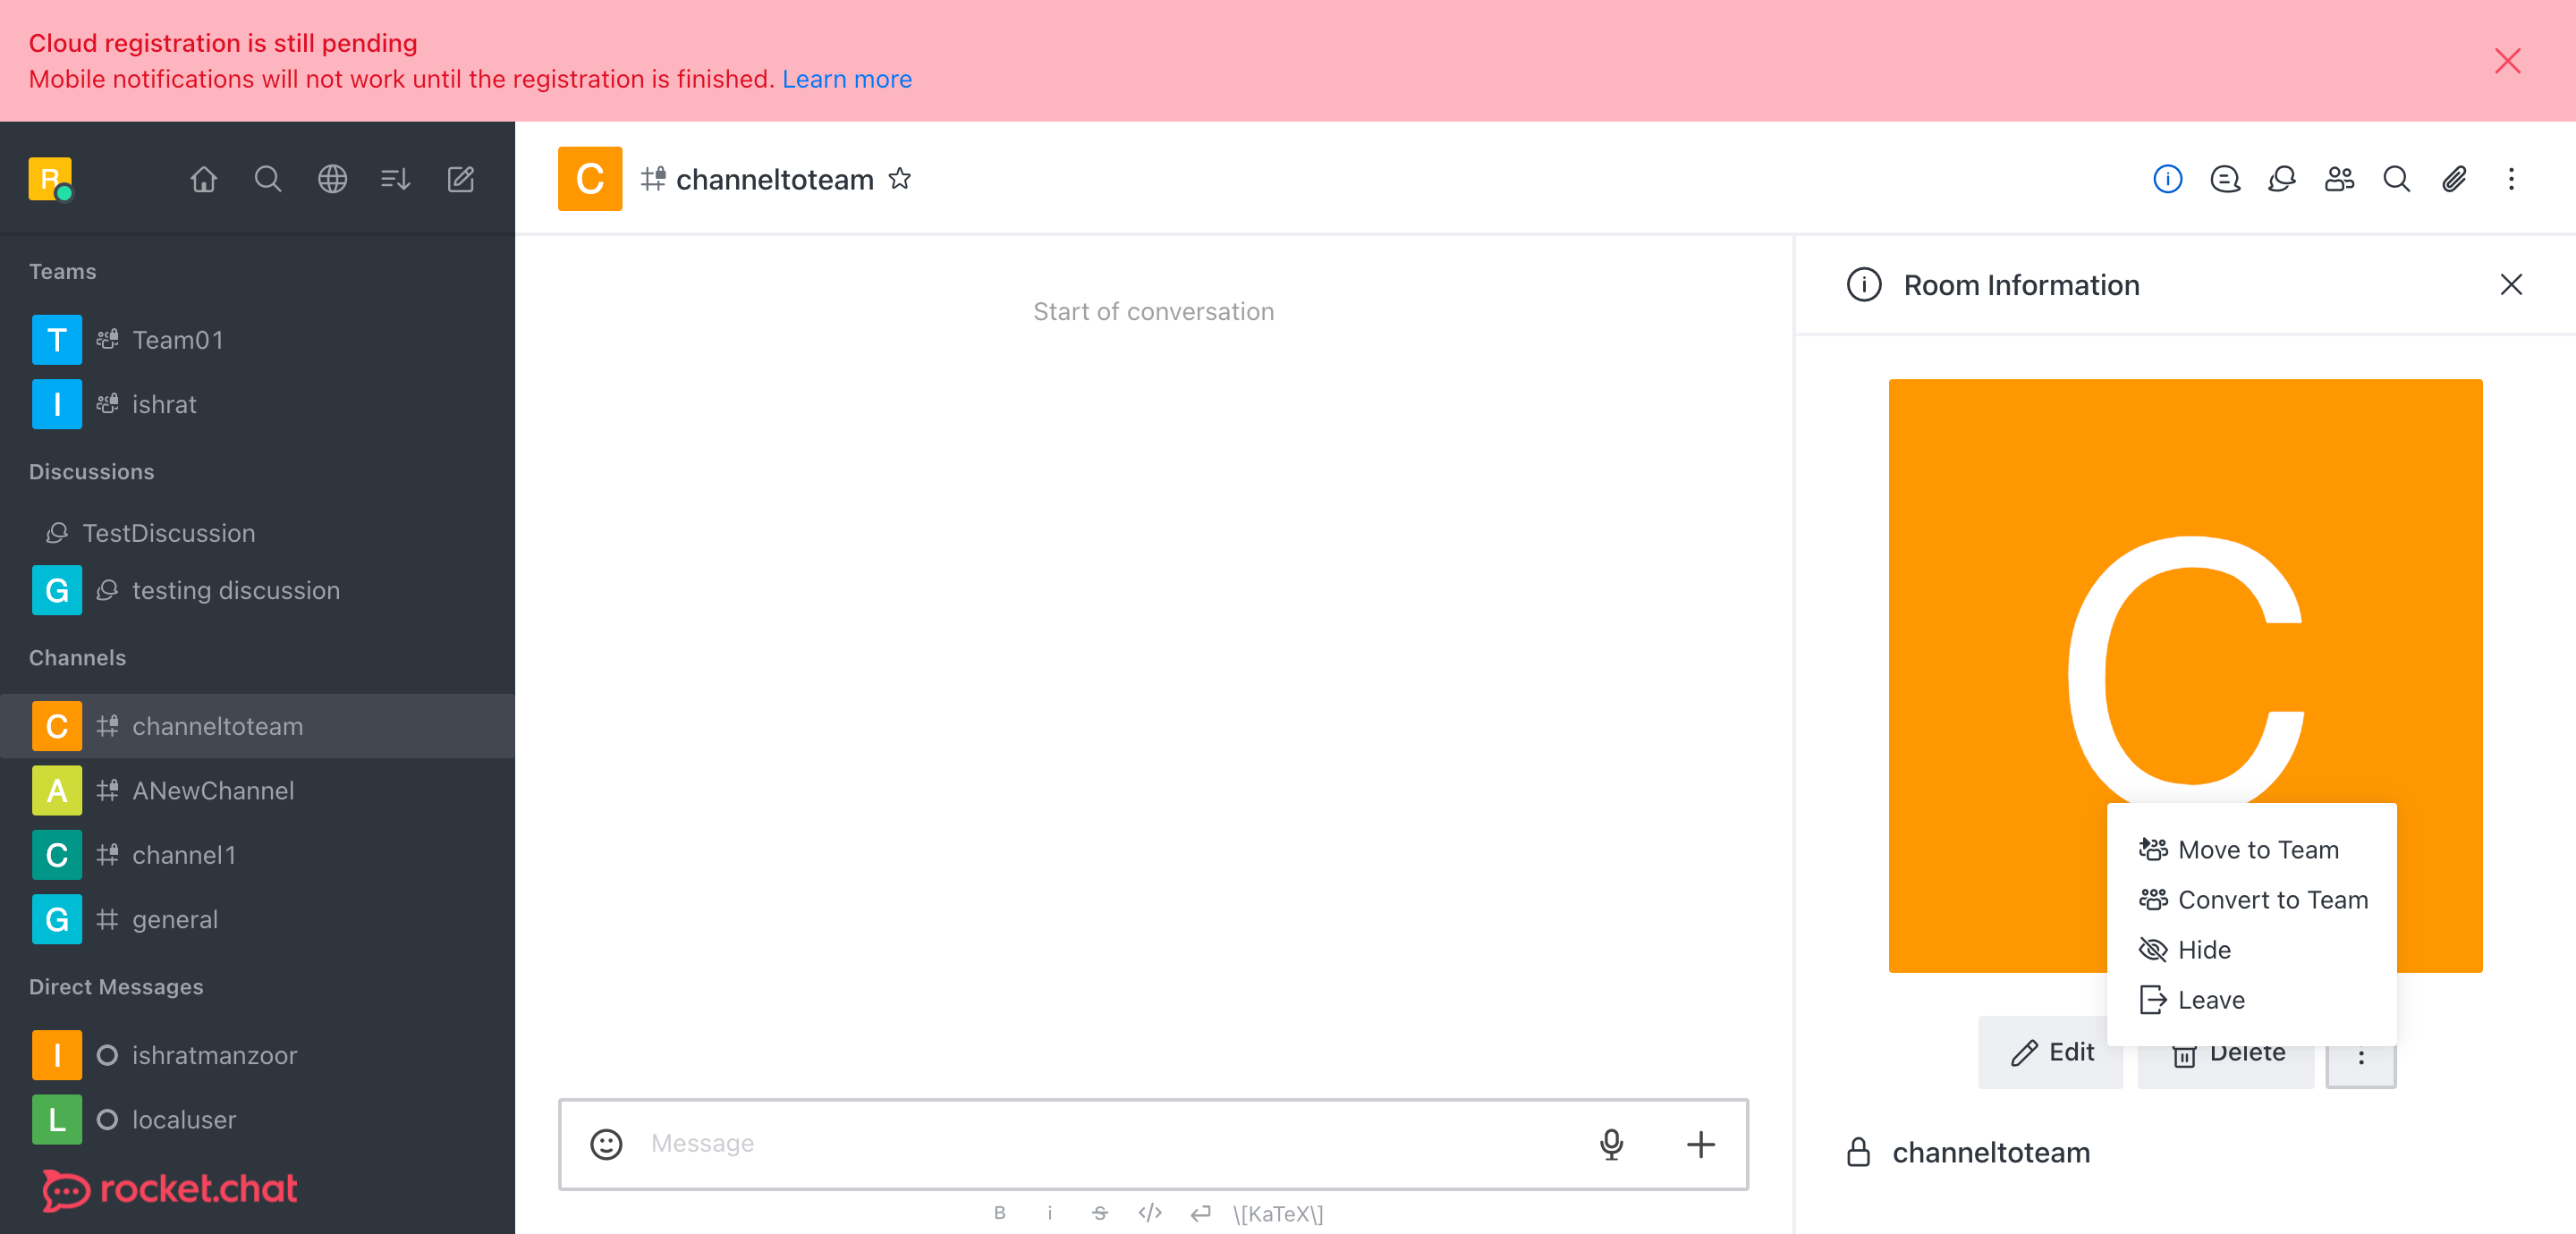 Cloud registration is still pending
Mobile notifications will not work until the registration is finished. Learn more
R
Teams
T Team01
I ishrat
Discussions
TestDiscussion
G testing discussion
Channels
C channeltoteam
A ANewChannel
C channel1
G general
Direct Messages
I ishratmanzoor
L localuser
rocket.chat
C channeltoteam
Start of conversation
Message
B i S </> \[KaTeX\]
Room Information
C
Move to Team
Convert to Team
Hide
Leave
Edit Delete
channeltoteam